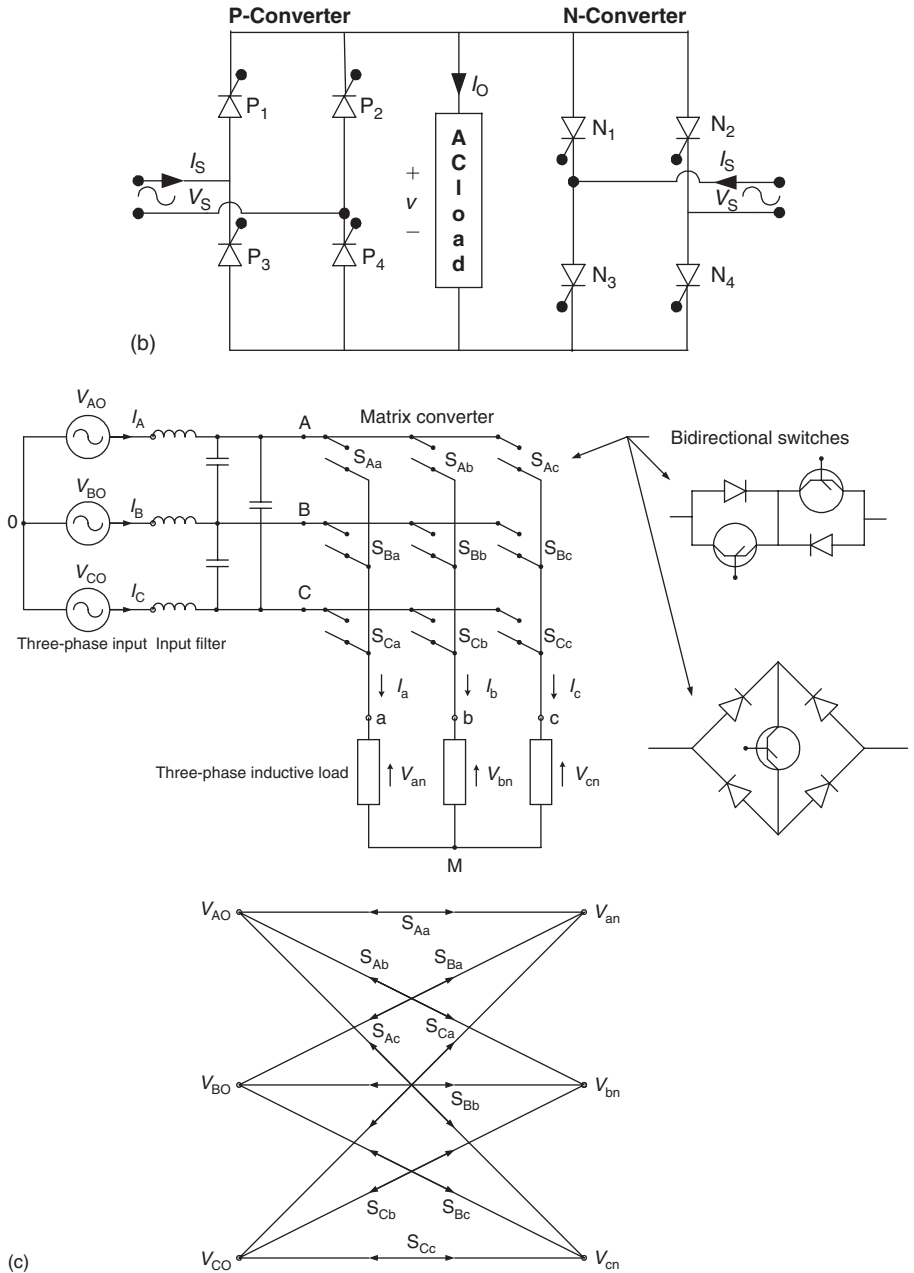 P-Converter N-Converter
P1 P2 IO N1 N2
AC load
+ v −
IS IS
VS VS
P3 P4 N3 N4
(b)
VAO IA A Matrix converter Bidirectional switches
SAa SAb SAc
0 VBO IB B
SBa SBb SBc
VCO IC C
Three-phase input Input filter SCa SCb SCc
Ia Ib Ic
a b c
Three-phase inductive load Van Vbn Vcn
M
VAO SAa Van
SAb SBa
SAc SCa
VBO SBb Vbn
SCb SBc
VCO SCc Vcn
(c)